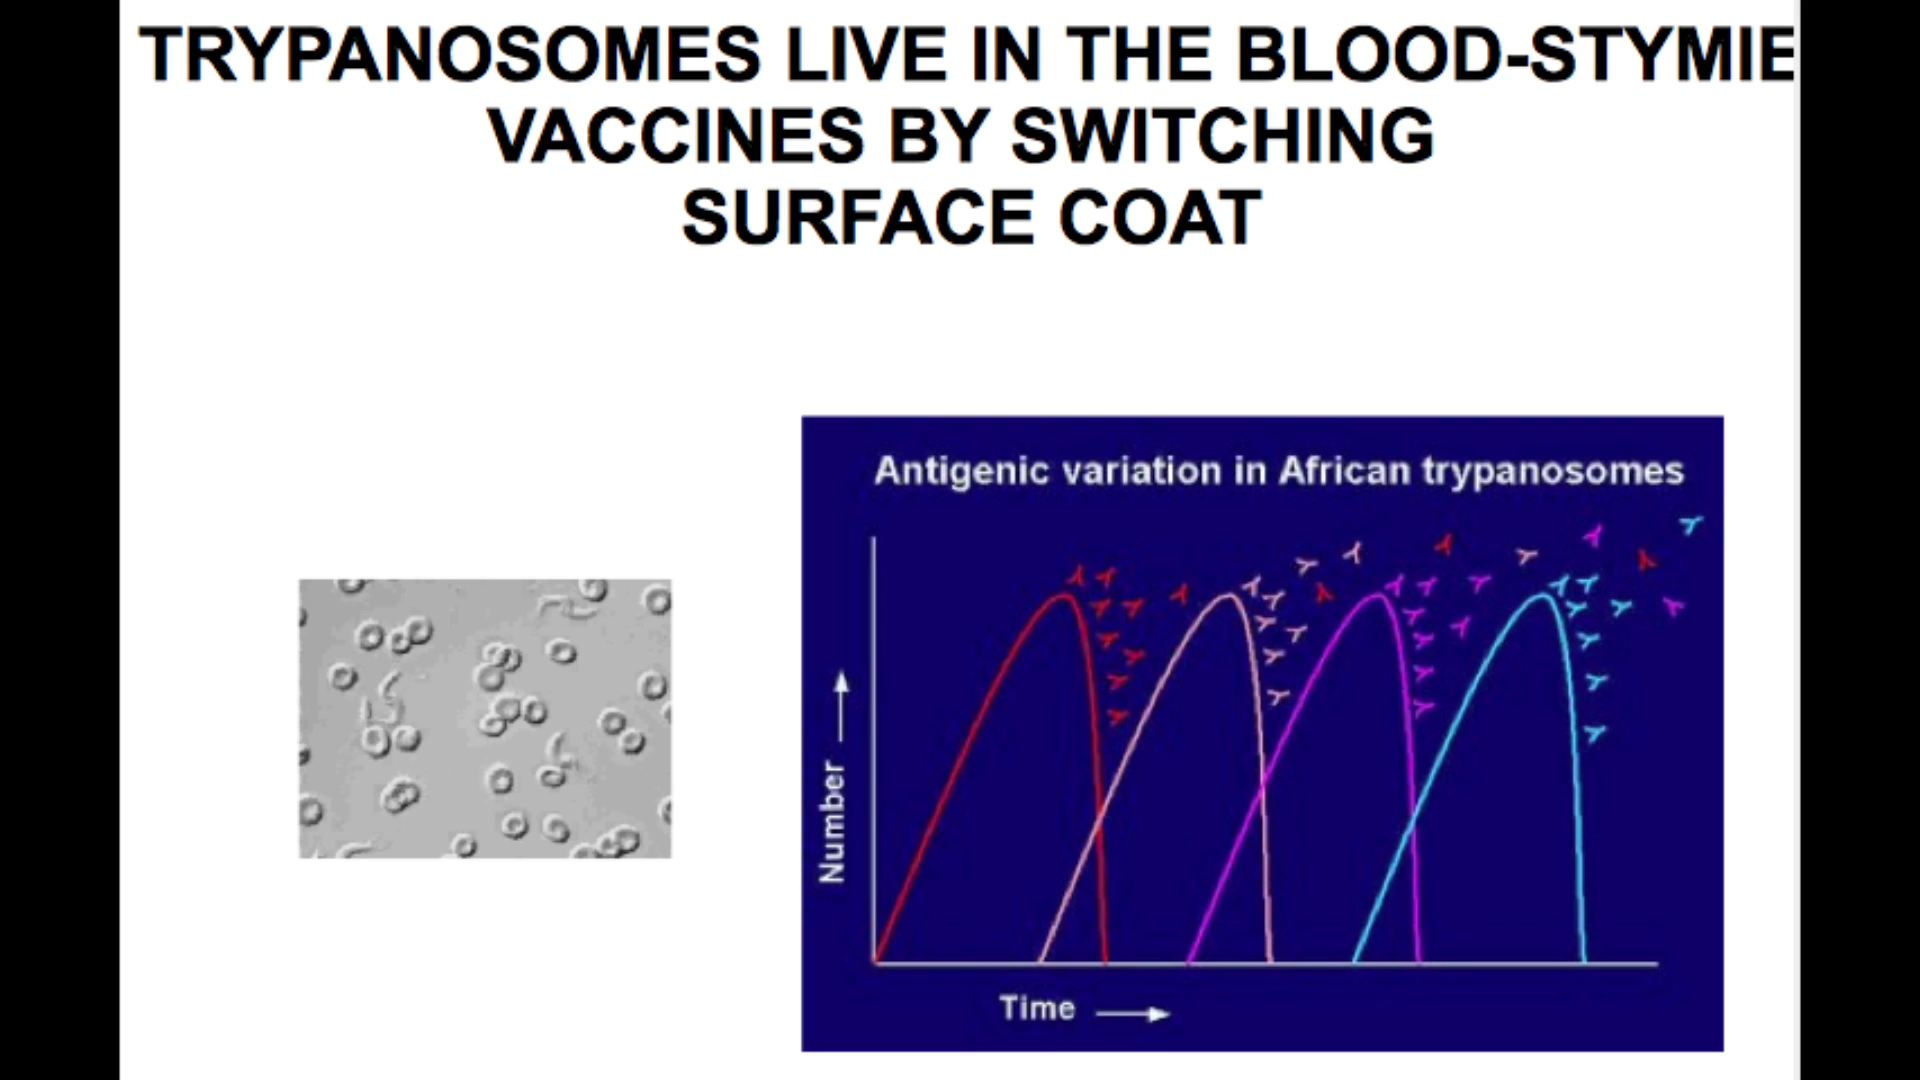 TRYPANOSOMES LIVE IN THE BLOOD-STYMIE
VACCINES BY SWITCHING
SURFACE COAT
Antigenic variation in African trypanosomes
Number
Time